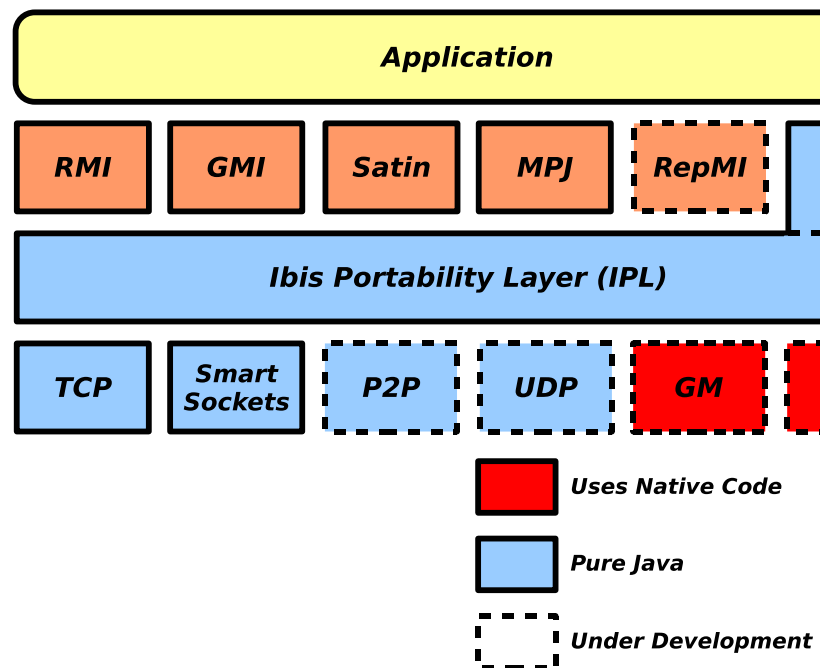 Application
RMI
GMI
Satin
MPJ
RepMI
Ibis Portability Layer (IPL)
TCP
Smart
Sockets
P2P
UDP
GM
Uses Native Code
Pure Java
Under Development